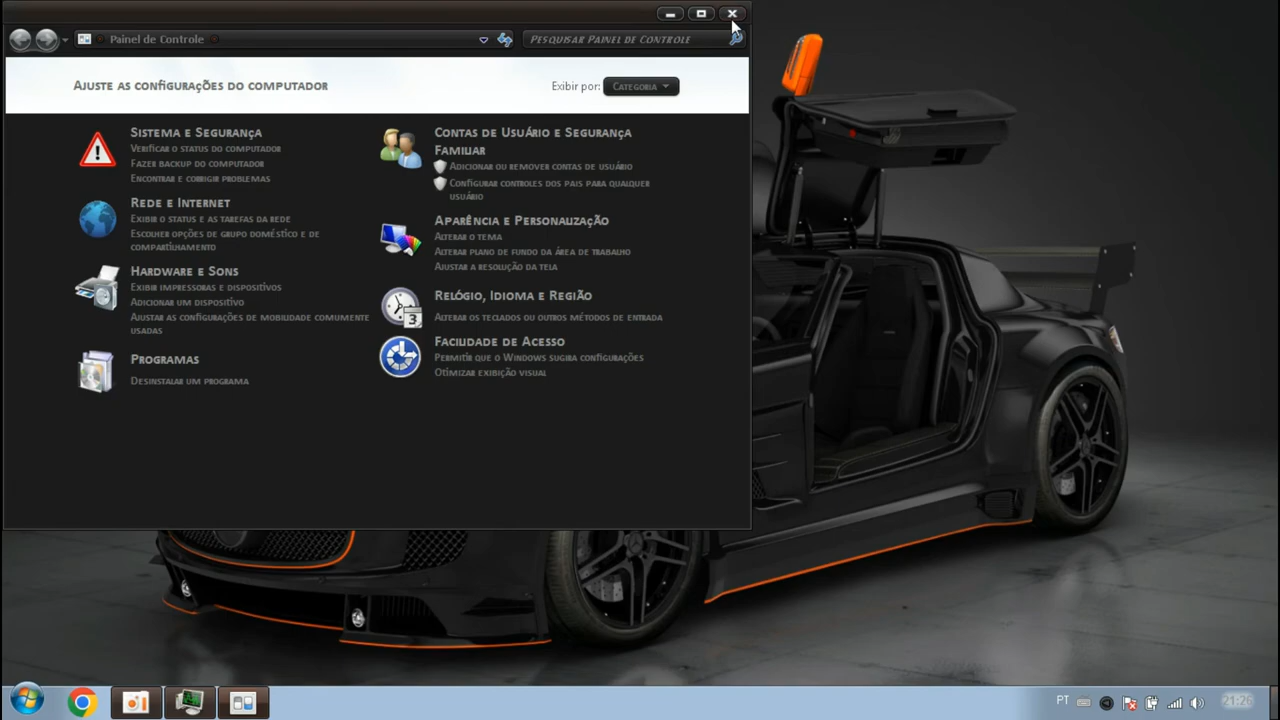 Painel de Controle
Pesquisar Painel de Controle
Ajuste as configurações do computador
Exibir por: Categoria
Sistema e Segurança
Verificar o status do computador
Fazer backup do computador
Encontrar e corrigir problemas
Rede e Internet
Exibir o status e as tarefas da rede
Escolher opções de grupo doméstico e de
compartilhamento
Hardware e Sons
Exibir impressoras e dispositivos
Adicionar um dispositivo
Ajustar as configurações de mobilidade comumente
usadas
Programas
Desinstalar um programa
Contas de Usuário e Segurança
Familiar
Adicionar ou remover contas de usuário
Configurar controles dos pais para qualquer
usuário
Aparência e Personalização
Alterar o tema
Alterar plano de fundo da área de trabalho
Ajustar a resolução da tela
3
Relógio, Idioma e Região
Alterar os teclados ou outros métodos de entrada
Facilidade de Acesso
Permitir que o Windows sugira configurações
Otimizar exibição visual
PT
21:26